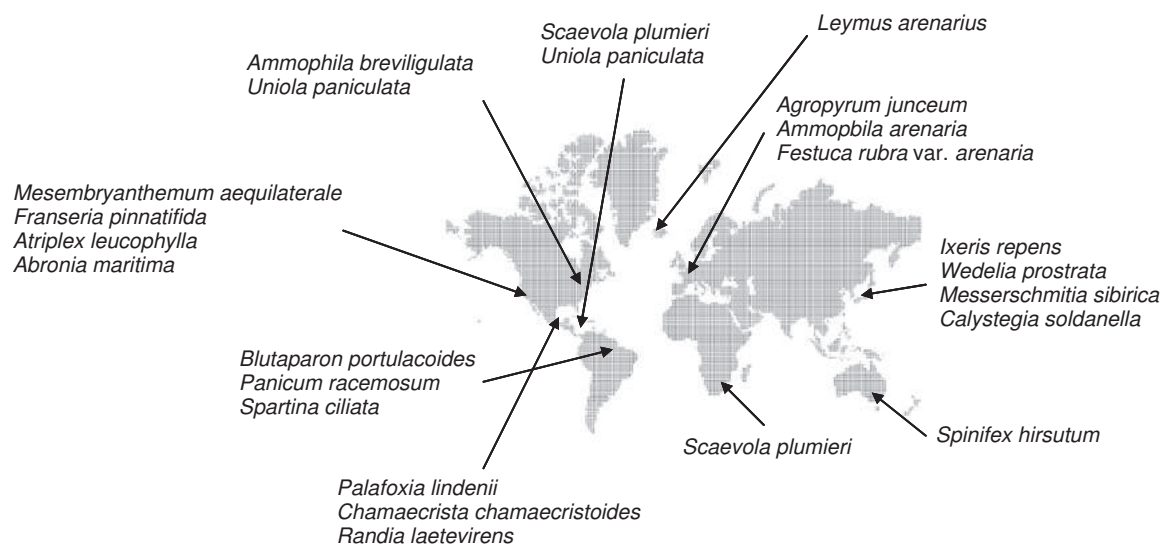 Scaevola plumieri
Uniola paniculata
Leymus arenarius
Ammophila breviligulata
Uniola paniculata
Agropyrum junceum
Ammopbila arenaria
Festuca rubra var. arenaria
Mesembryanthemum aequilaterale
Franseria pinnatifida
Atriplex leucophylla
Abronia maritima
Ixeris repens
Wedelia prostrata
Messerschmitia sibirica
Calystegia soldanella
Blutaparon portulacoides
Panicum racemosum
Spartina ciliata
Scaevola plumieri
Spinifex hirsutum
Palafoxia lindenii
Chamaecrista chamaecristoides
Randia laetevirens